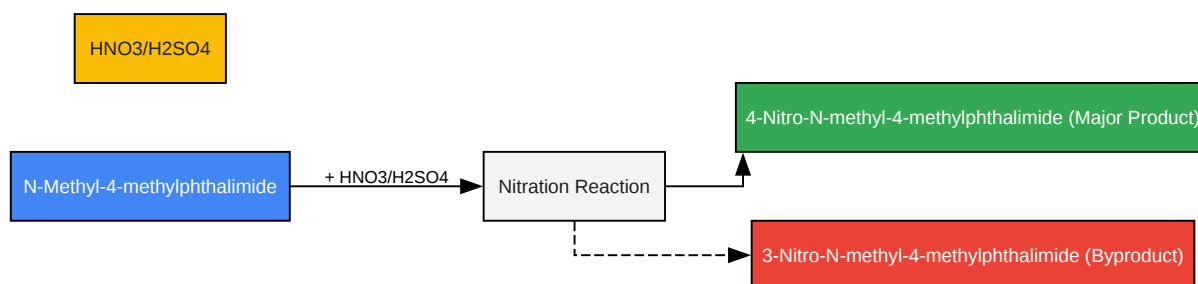 HNO3/H2SO4
4-Nitro-N-methyl-4-methylphthalimide (Major Product)
N-Methyl-4-methylphthalimide
+ HNO3/H2SO4
Nitration Reaction
3-Nitro-N-methyl-4-methylphthalimide (Byproduct)